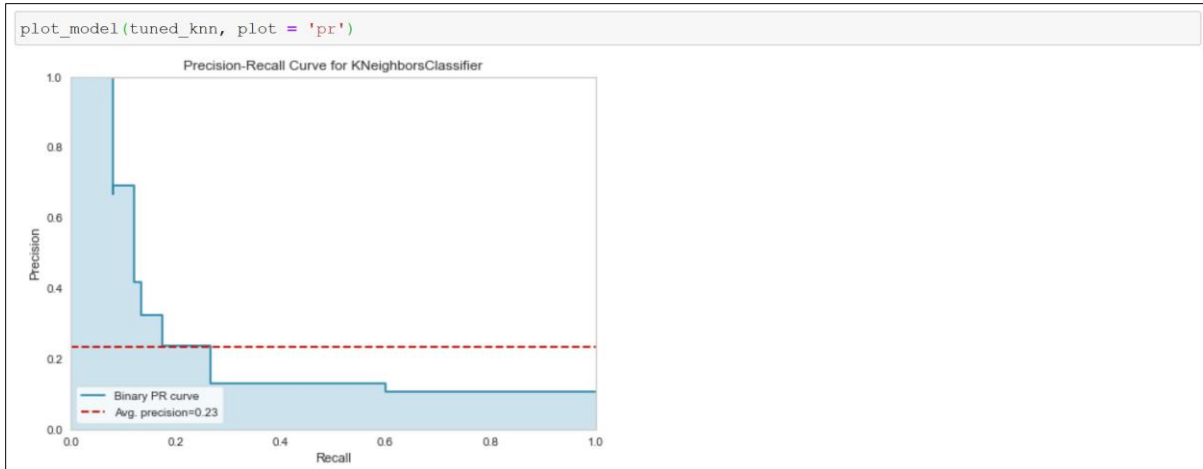 plot_model(tuned_knn, plot = 'pr')
Precision-Recall Curve for KNeighborsClassifier
1.0
0.8
0.6
0.4
0.2
0.0
Precision
Binary PR curve
Avg. precision=0.23
0.0 0.2 0.4 0.6 0.8 1.0
Recall